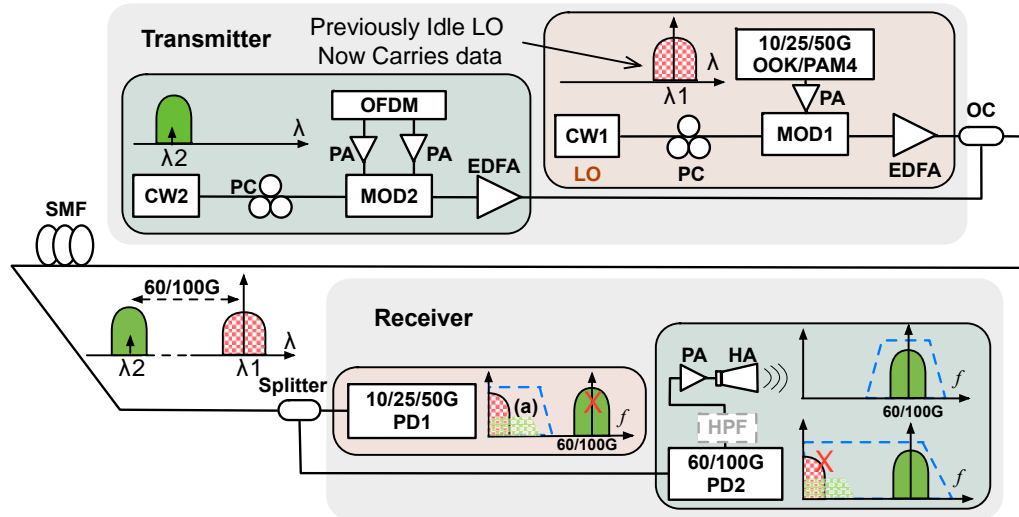 Transmitter
Previously Idle LO
Now Carries data
λ
λ1
10/25/50G
OOK/PAM4
PA
OC
CW1
LO
PC
MOD1
EDFA
λ2
λ
OFDM
PA
PA
CW2
PC
MOD2
EDFA
SMF
60/100G
λ2
λ1
λ
Splitter
Receiver
10/25/50G
PD1
(a)
X
f
60/100G
PA
HA
HPF
60/100G
PD2
f
60/100G
X
f